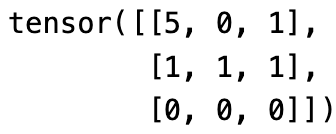 tensor([[5, 0, 1],
        [1, 1, 1],
        [0, 0, 0]])